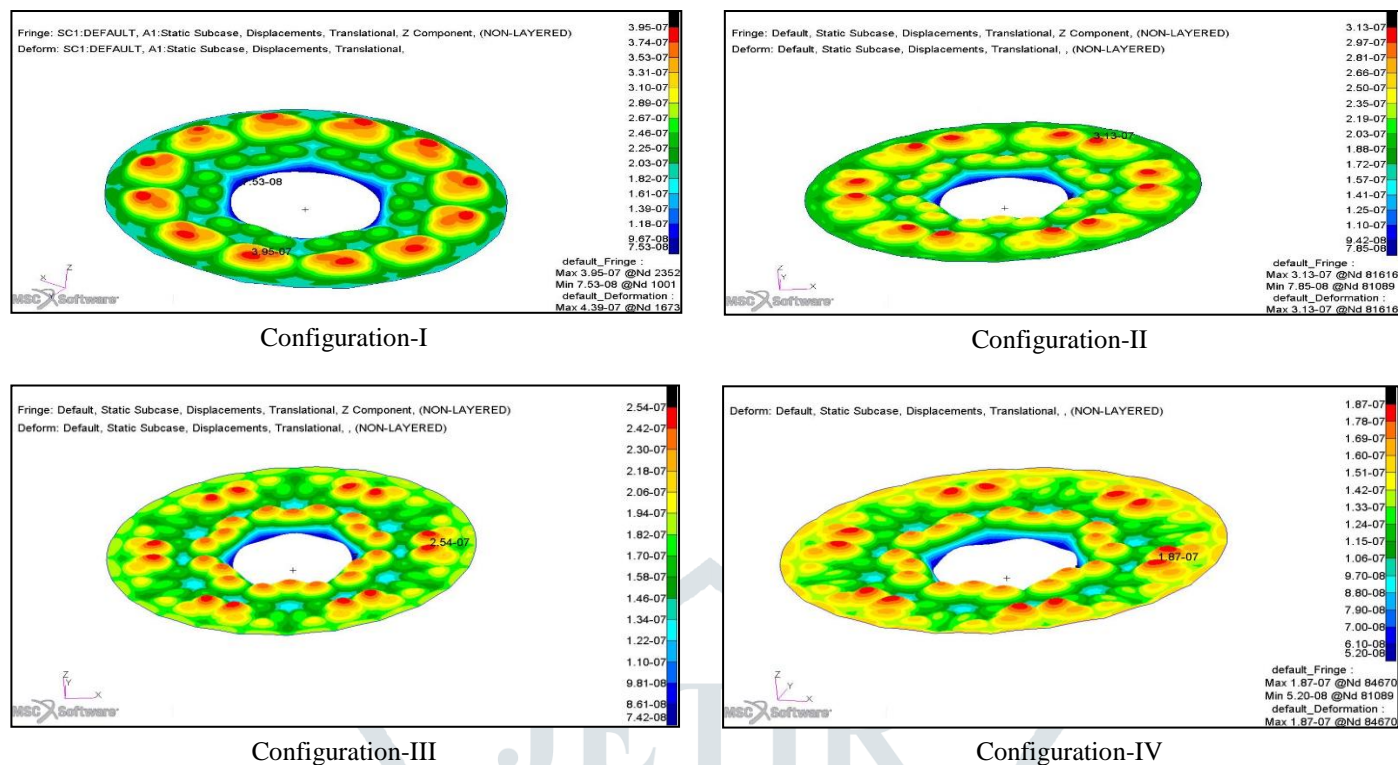 Fringe: SC1:DEFAULT, A1:Static Subcase, Displacements, Translational, Z Component, (NON-LAYERED)
Deform: SC1:DEFAULT, A1:Static Subcase, Displacements, Translational,
3.95-07
3.74-07
3.53-07
3.31-07
3.10-07
2.89-07
2.67-07
2.46-07
2.25-07
2.03-07
1.82-07
1.61-07
1.39-07
1.18-07
9.67-08
7.53-08
7.53-08
3.95-07
default_Fringe :
Max 3.95-07 @Nd 2352
Min 7.53-08 @Nd 1001
default_Deformation :
Max 4.39-07 @Nd 1673
X
Z
Y
MSC Software
Configuration-I
Fringe: Default, Static Subcase, Displacements, Translational, Z Component, (NON-LAYERED)
Deform: Default, Static Subcase, Displacements, Translational, , (NON-LAYERED)
3.13-07
2.97-07
2.81-07
2.66-07
2.50-07
2.35-07
2.19-07
2.03-07
1.88-07
1.72-07
1.57-07
1.41-07
1.25-07
1.10-07
9.42-08
7.85-08
3.13-07
default_Fringe :
Max 3.13-07 @Nd 81616
Min 7.85-08 @Nd 81089
default_Deformation :
Max 3.13-07 @Nd 81616
Z
Y
X
MSC Software
Configuration-II
Fringe: Default, Static Subcase, Displacements, Translational, Z Component, (NON-LAYERED)
Deform: Default, Static Subcase, Displacements, Translational, , (NON-LAYERED)
2.54-07
2.42-07
2.30-07
2.18-07
2.06-07
1.94-07
1.82-07
1.70-07
1.58-07
1.46-07
1.34-07
1.22-07
1.10-07
9.81-08
8.61-08
7.42-08
2.54-07
Z
Y
X
MSC Software
Configuration-III
Deform: Default, Static Subcase, Displacements, Translational, , (NON-LAYERED)
1.87-07
1.78-07
1.69-07
1.60-07
1.51-07
1.42-07
1.33-07
1.24-07
1.15-07
1.06-07
9.70-08
8.80-08
7.90-08
7.00-08
6.10-08
5.20-08
1.87-07
default_Fringe :
Max 1.87-07 @Nd 84670
Min 5.20-08 @Nd 81089
default_Deformation :
Max 1.87-07 @Nd 84670
Z
Y
X
MSC Software
Configuration-IV
JETIR